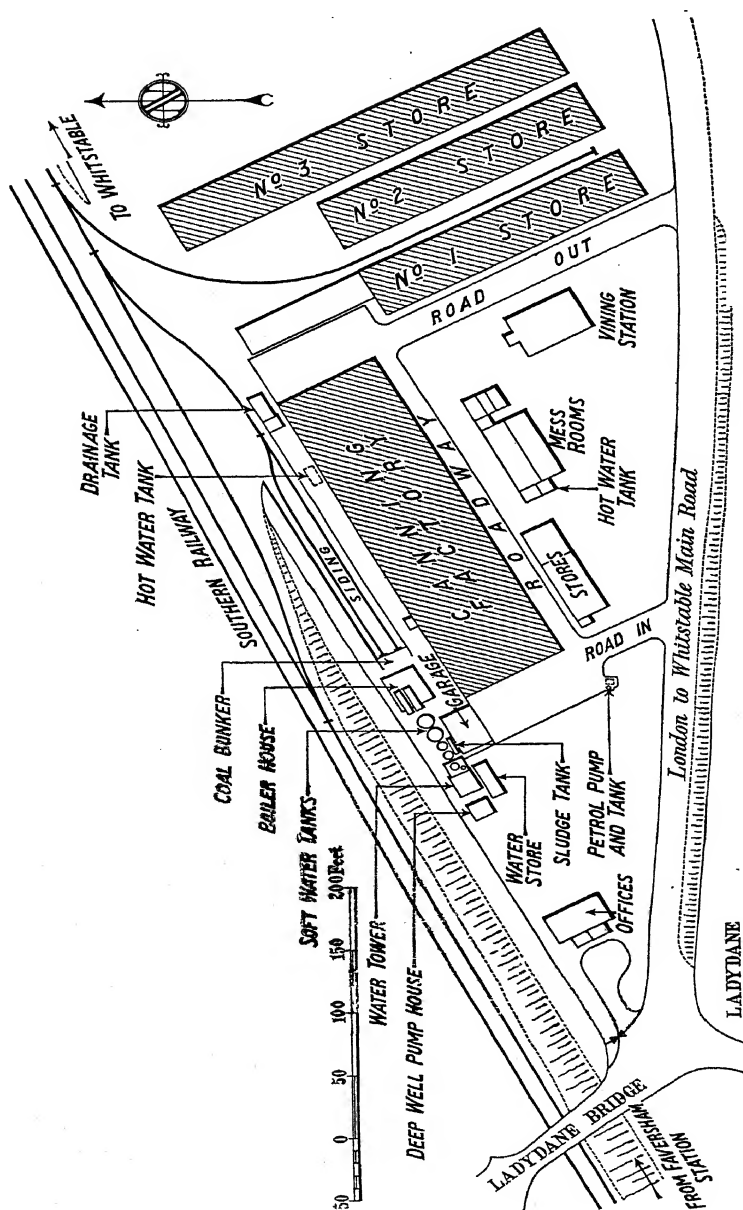 TO WHITSTABLE
No 3 STORE
No 2 STORE
No 1 STORE
ROAD OUT
VINING
STATION
DRAINAGE
TANK
HOT WATER TANK
SOUTHERN RAILWAY
SIDING
CANNING
FACTORY
ROADWAY
MESS
ROOMS
HOT WATER
TANK
STORES
ROAD IN
London to Whitstable Main Road
COAL BUNKER
BOILER HOUSE
SOFT WATER TANKS
GARAGE
WATER TOWER
DEEP WELL PUMP HOUSE
WATER
STORE
SLUDGE TANK
PETROL PUMP
AND TANK
OFFICES
50 0 50 100 150 200 Feet
LADYDANE BRIDGE
FROM FAVERSHAM
STATION
LADYDANE